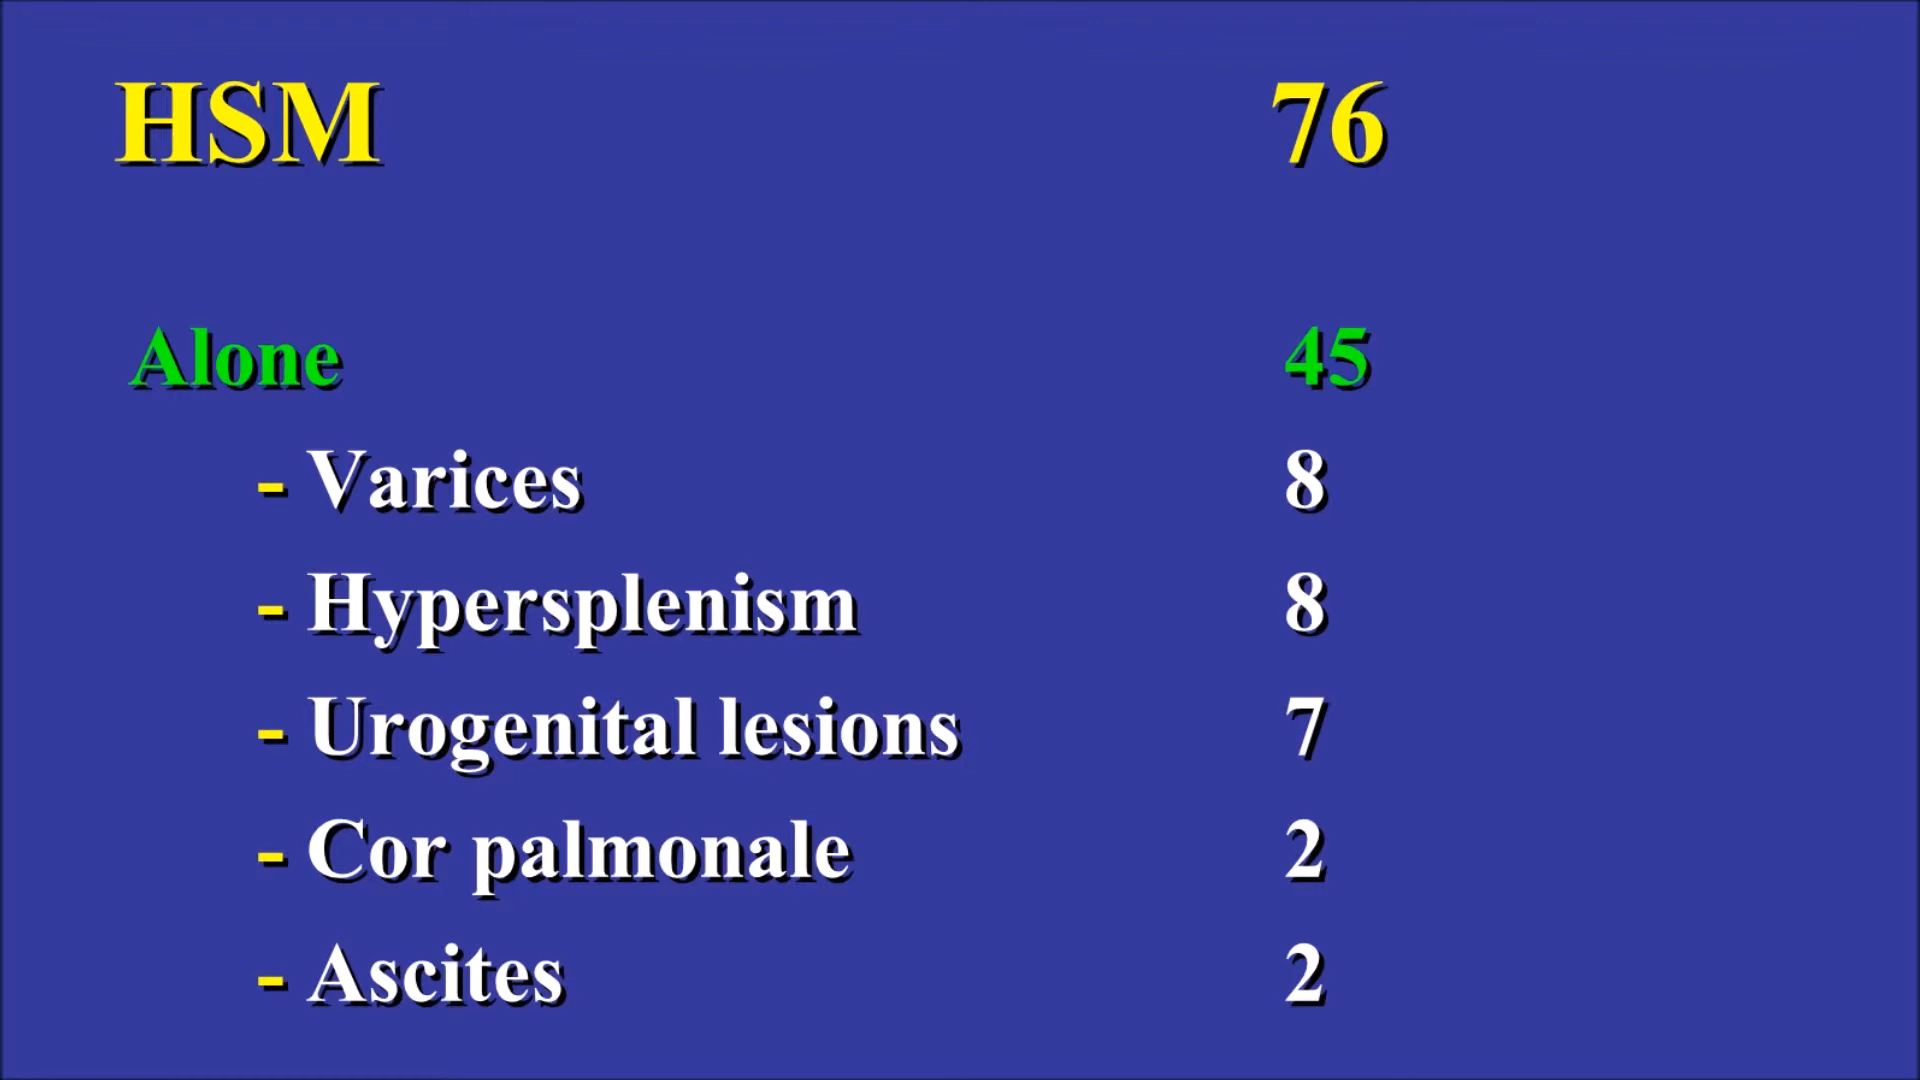 HSM 76
Alone 45
- Varices 8
- Hypersplenism 8
- Urogenital lesions 7
- Cor palmonale 2
- Ascites 2